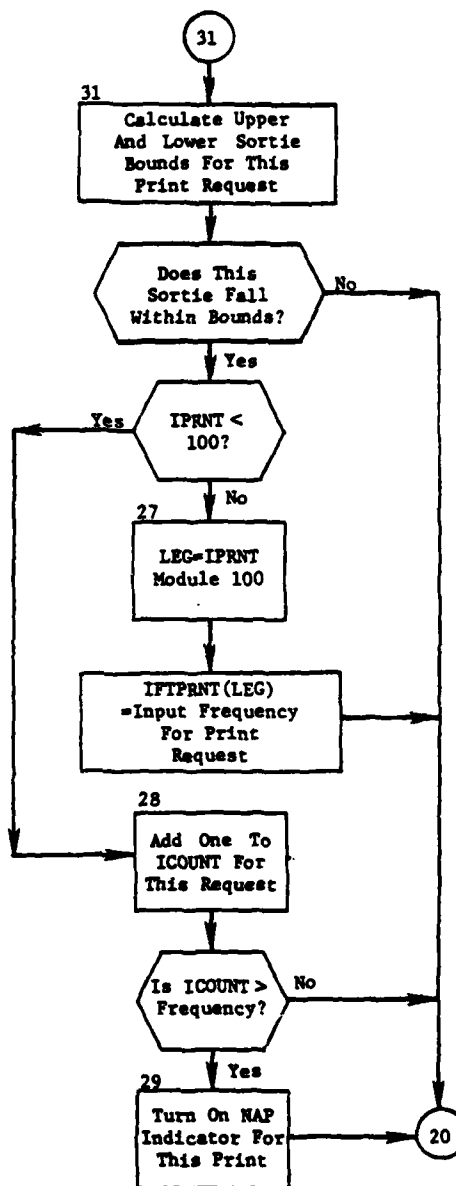 31
31
Calculate Upper
And Lower Sortie
Bounds For This
Print Request
Does This
Sortie Fall
Within Bounds?
No
Yes
IPRNT <
100?
Yes
No
27
LEG=IPRNT
Module 100
IFTPRNT(LEG)
=Input Frequency
For Print
Request
28
Add One To
ICOUNT For
This Request
Is ICOUNT >
Frequency?
No
Yes
29
Turn On NAP
Indicator For
This Print
20